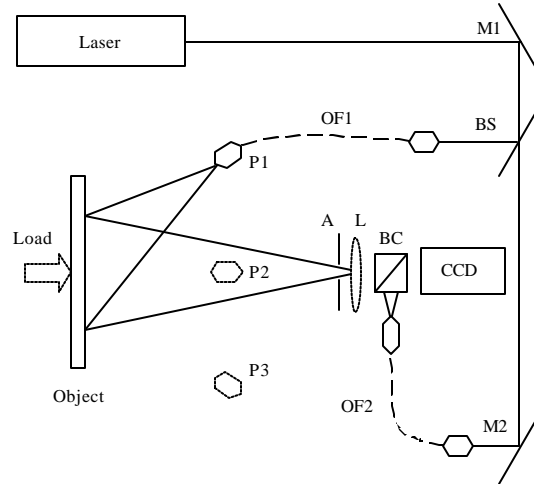 Laser
M1
OF1
BS
P1
A L
BC
Load
P2
CCD
P3
Object
OF2
M2